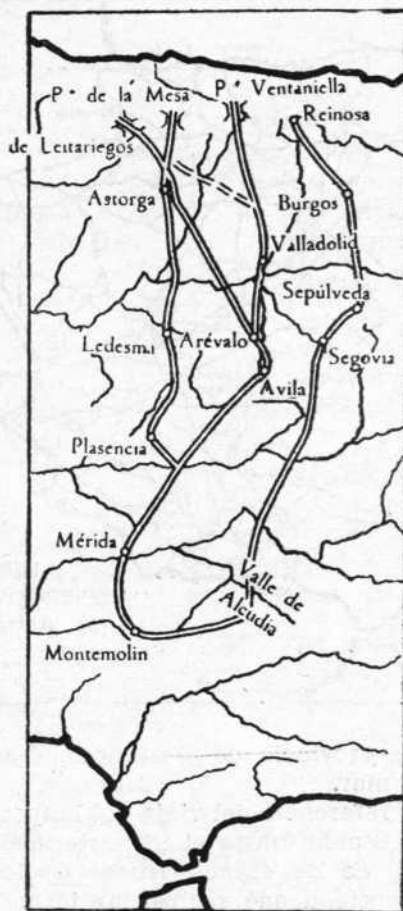 P.º de la Mesa
P.º Ventaniella
Reinosa
de Leitariegos
Astorga
Burgos
Valladolid
Sepúlveda
Ledesma
Arévalo
Segovia
Avila
Plasencia
Mérida
Valle de
Alcudia
Montemolin